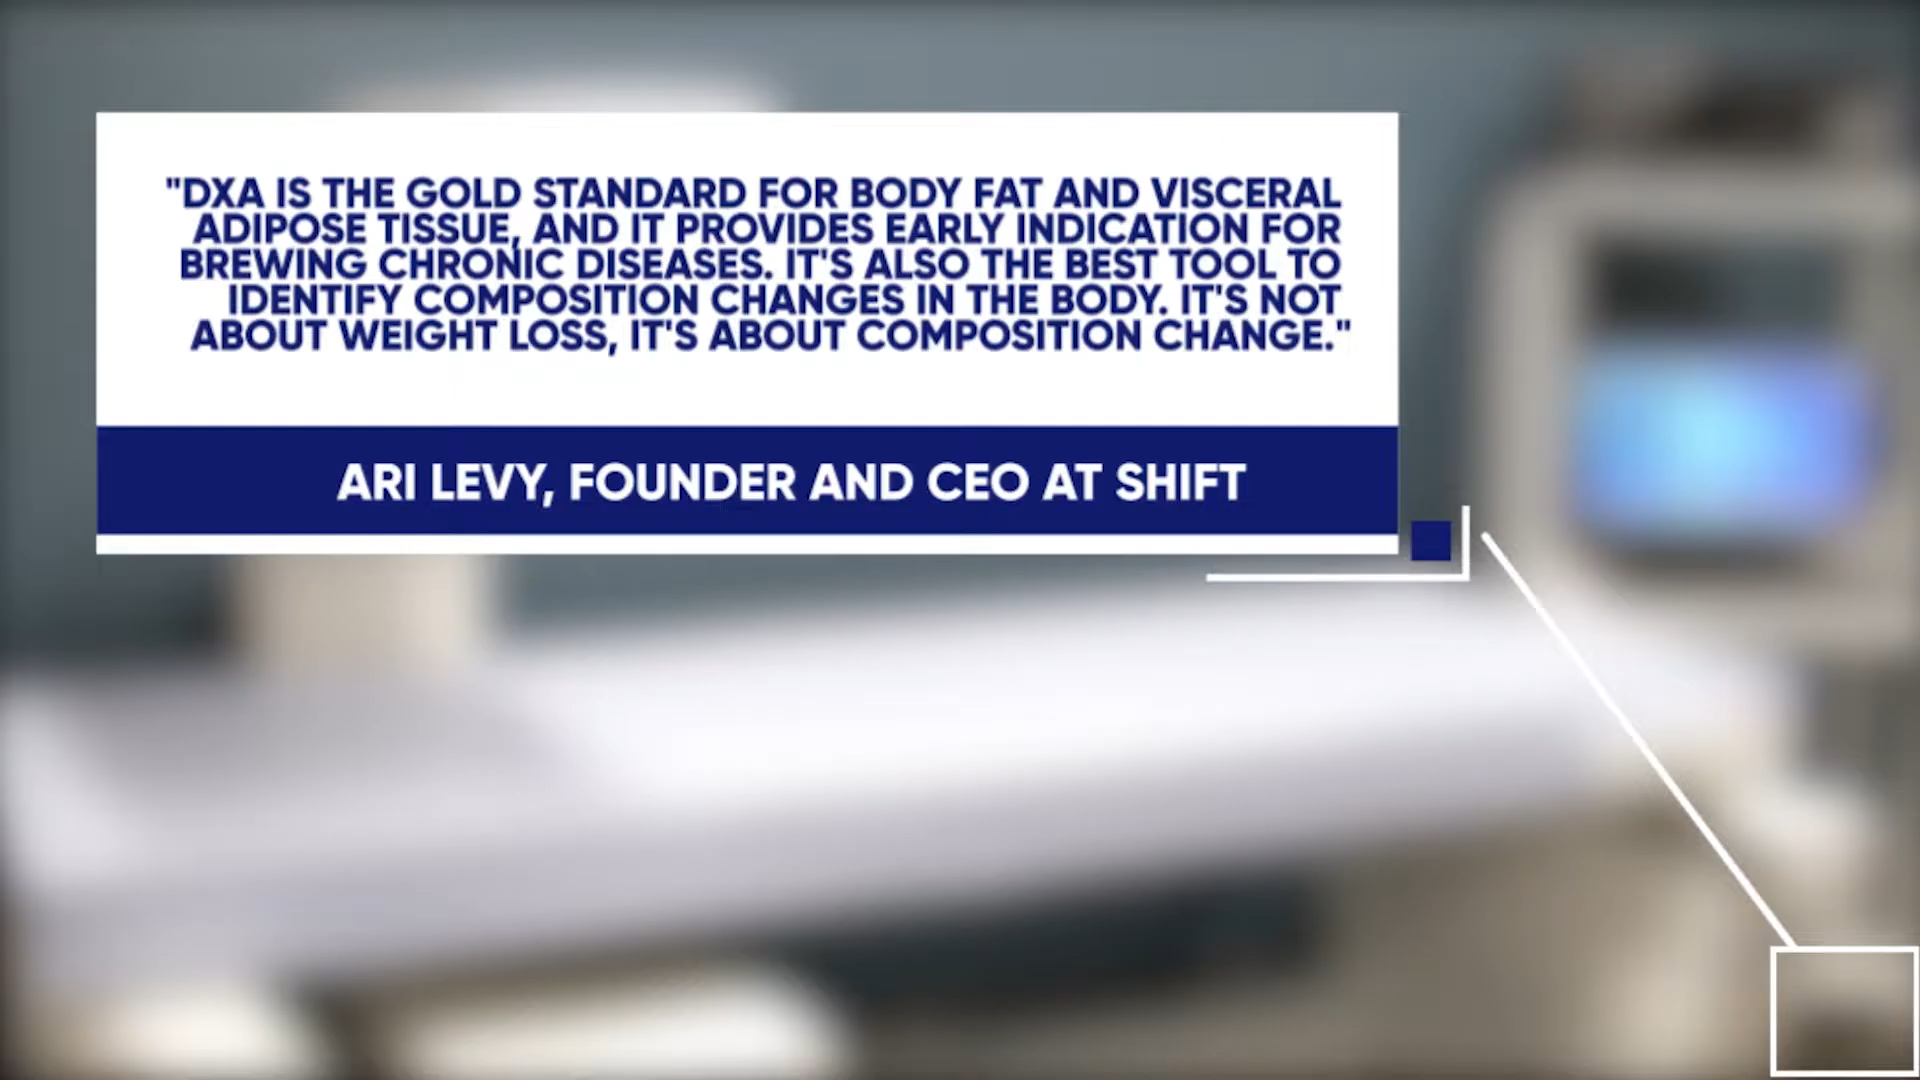 "DXA IS THE GOLD STANDARD FOR BODY FAT AND VISCERAL
ADIPOSE TISSUE, AND IT PROVIDES EARLY INDICATION FOR
BREWING CHRONIC DISEASES. IT'S ALSO THE BEST TOOL TO
IDENTIFY COMPOSITION CHANGES IN THE BODY. IT'S NOT
ABOUT WEIGHT LOSS, IT'S ABOUT COMPOSITION CHANGE."
ARI LEVY, FOUNDER AND CEO AT SHIFT